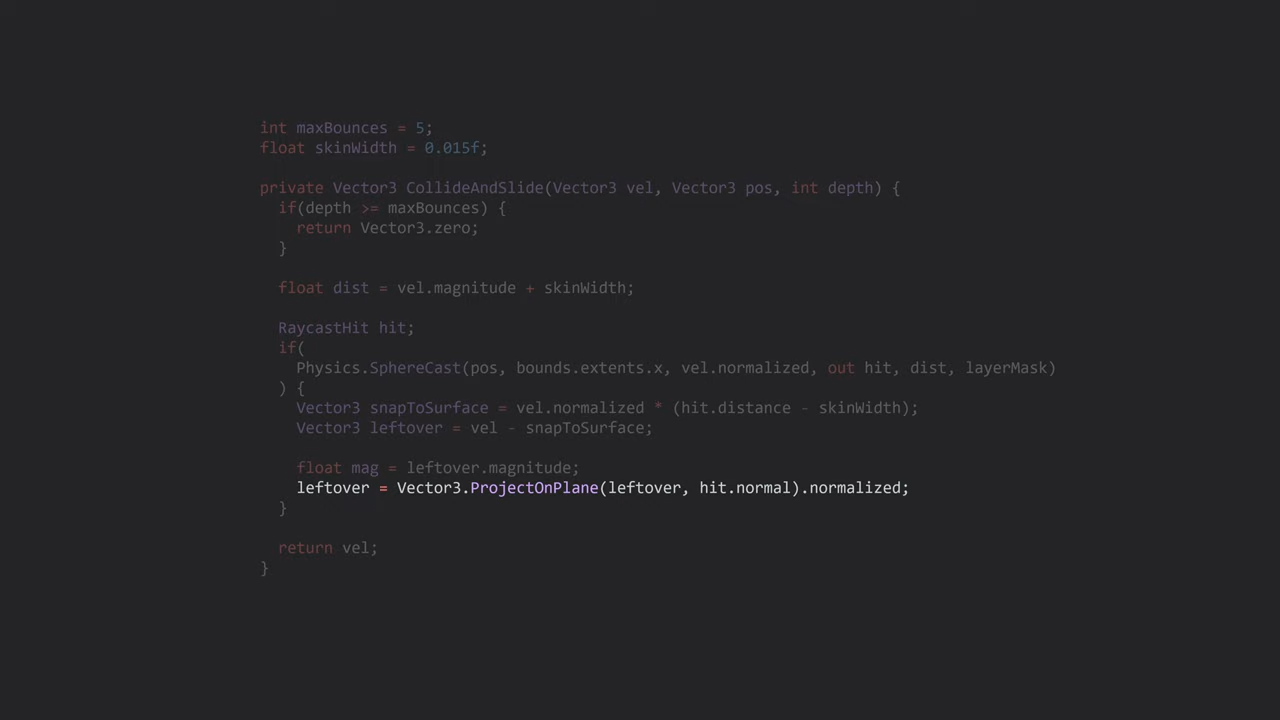 int maxBounces = 5;
float skinWidth = 0.015f;
private Vector3 CollideAndSlide(Vector3 vel, Vector3 pos, int depth) {
if(depth >= maxBounces) {
return Vector3.zero;
}
float dist = vel.magnitude + skinWidth;
RaycastHit hit;
if(
Physics.SphereCast(pos, bounds.extents.x, vel.normalized, out hit, dist, layerMask)
) {
Vector3 snapToSurface = vel.normalized * (hit.distance - skinWidth);
Vector3 leftover = vel - snapToSurface;
float mag = leftover.magnitude;
leftover = Vector3.ProjectOnPlane(leftover, hit.normal).normalized;
}
return vel;
}